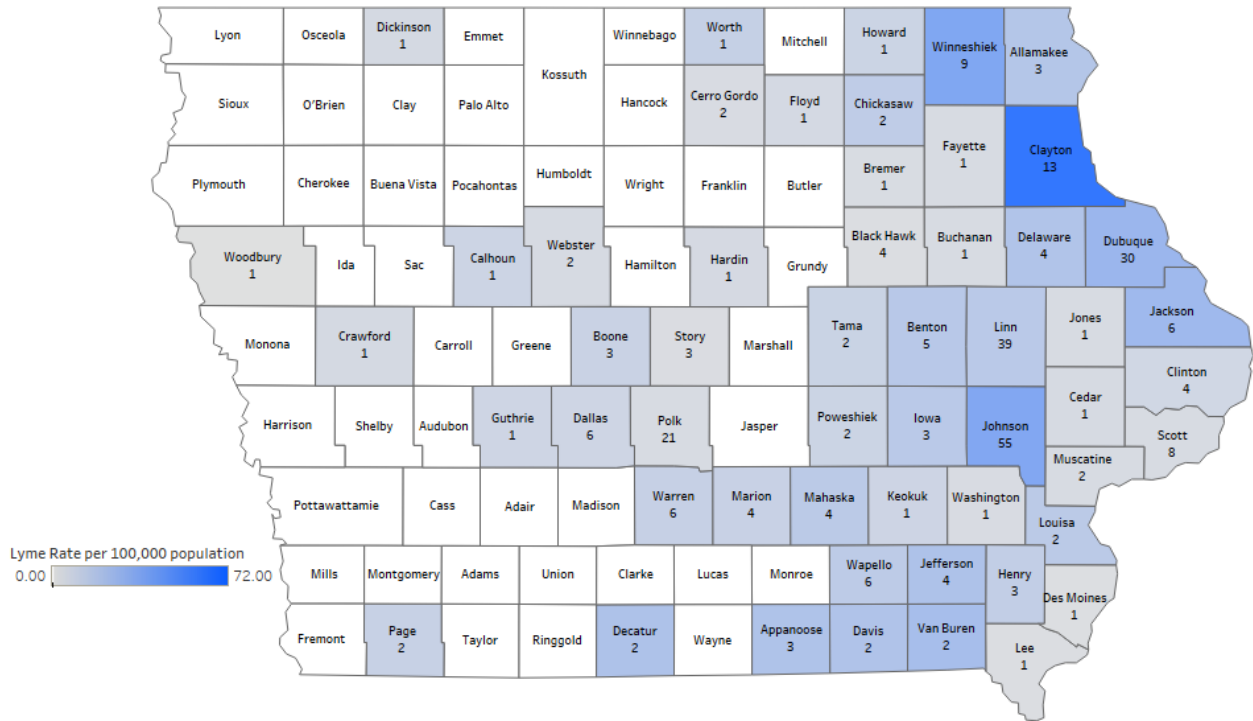 Lyon
Osceola
Dickinson
1
Emmet
Kossuth
Winnebago
Worth
1
Mitchell
Howard
1
Winneshiek
9
Allamakee
3
Sioux
O'Brien
Clay
Palo Alto
Hancock
Cerro Gordo
2
Floyd
1
Chickasaw
2
Fayette
1
Clayton
13
Plymouth
Cherokee
Buena Vista
Pocahontas
Humboldt
Wright
Franklin
Butler
Bremer
1
Woodbury
1
Ida
Sac
Calhoun
1
Webster
2
Hamilton
Hardin
1
Grundy
Black Hawk
4
Buchanan
1
Delaware
4
Dubuque
30
Monona
Crawford
1
Carroll
Greene
Boone
3
Story
3
Marshall
Tama
2
Benton
5
Linn
39
Jones
1
Jackson
6
Clinton
4
Harrison
Shelby
Audubon
Guthrie
1
Dallas
6
Polk
21
Jasper
Poweshiek
2
Iowa
3
Johnson
55
Cedar
1
Scott
8
Muscatine
2
Pottawattamie
Cass
Adair
Madison
Warren
6
Marion
4
Mahaska
4
Keokuk
1
Washington
1
Louisa
2
Lyme Rate per 100,000 population
0.00 72.00
Mills
Montgomery
Adams
Union
Clarke
Lucas
Monroe
Wapello
6
Jefferson
4
Henry
3
Des Moines
1
Fremont
Page
2
Taylor
Ringgold
Decatur
2
Wayne
Appanoose
3
Davis
2
Van Buren
2
Lee
1